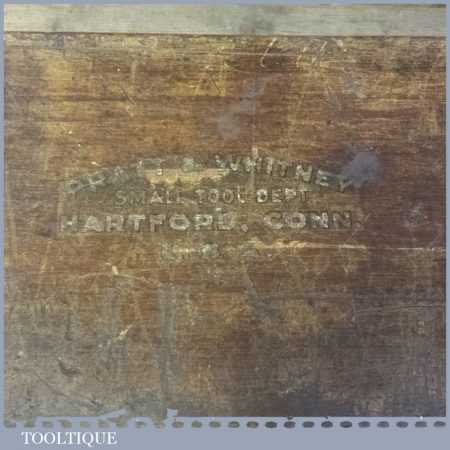 PRATT & WHITNEY
SMALL TOOL DEPT.
HARTFORD, CONN.
U.S.A.
TOOLTIQUE